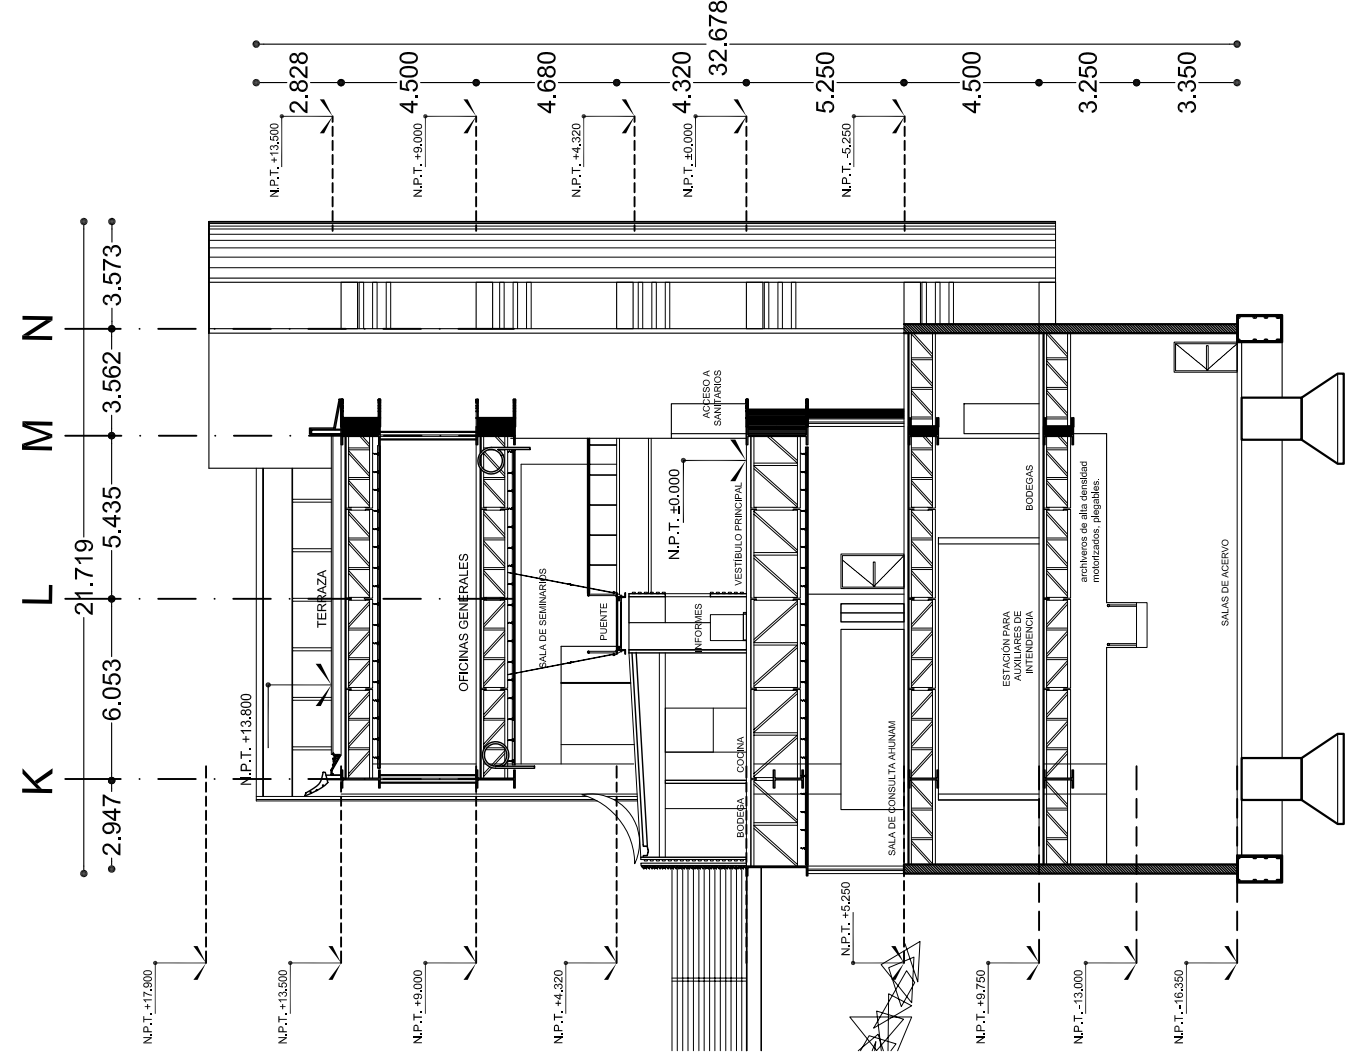 32.678
2.828
4.500
4.680
4.320
5.250
4.500
3.250
3.350
N.P.T. +13.500
N.P.T. +9.000
N.P.T. +4.320
N.P.T. ±0.000
N.P.T. -5.250
N
M
L
K
21.719
3.573
3.562
5.435
6.053
2.947
ACCESO A
SANITARIOS
TERRAZA
N.P.T. +13.800
OFICINAS GENERALES
SALA DE SEMINARIOS
PUENTE
N.P.T. ±0.000
VESTÍBULO PRINCIPAL
INFORMES
COCINA
BODEGA
SALA DE CONSULTA AHUNAM
BODEGAS
ESTACIÓN PARA
AUXILIARES DE
INTENDENCIA
archiveros de alta densidad
motorizados, plegables.
SALAS DE ACERVO
N.P.T. +17.900
N.P.T. +13.500
N.P.T. +9.000
N.P.T. +4.320
N.P.T. +5.250
N.P.T. +9.750
N.P.T. -13.000
N.P.T. -16.350